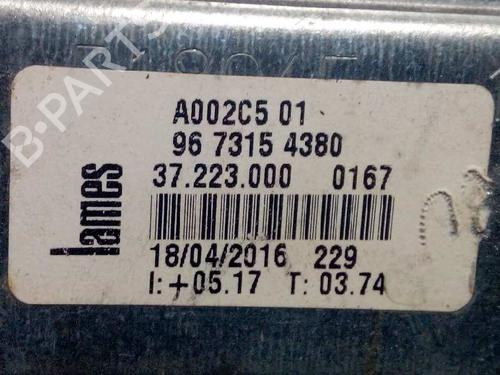 B-PARTS
A002C5 01
96 7315 4380
37.223.000 0167
lames
18/04/2016 229
I:+05.17 T: 03.74